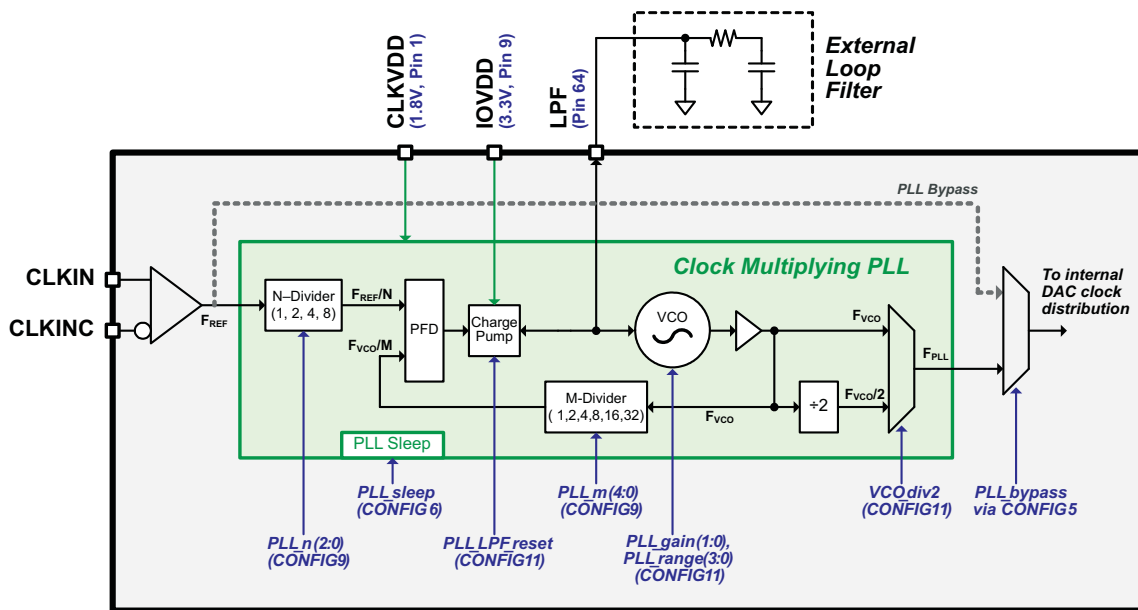 External
Loop
Filter
CLKVDD
(1.8V, Pin 1)
IOVDD
(3.3V, Pin 9)
LPF
(Pin 64)
PLL Bypass
Clock Multiplying PLL
CLKIN
CLKINC
FREF
N–Divider
(1, 2, 4, 8)
FREF/N
FVCO/M
PFD
Charge
Pump
VCO
FVCO
FPLL
To internal
DAC clock
distribution
M-Divider
( 1,2,4,8,16,32)
FVCO
÷2
FVCO/2
PLL Sleep
PLL_sleep
(CONFIG6)
PLL_m(4:0)
(CONFIG9)
VCO_div2
(CONFIG11)
PLL_bypass
via CONFIG5
PLL_n(2:0)
(CONFIG9)
PLL_LPF_reset
(CONFIG11)
PLL_gain(1:0),
PLL_range(3:0)
(CONFIG11)